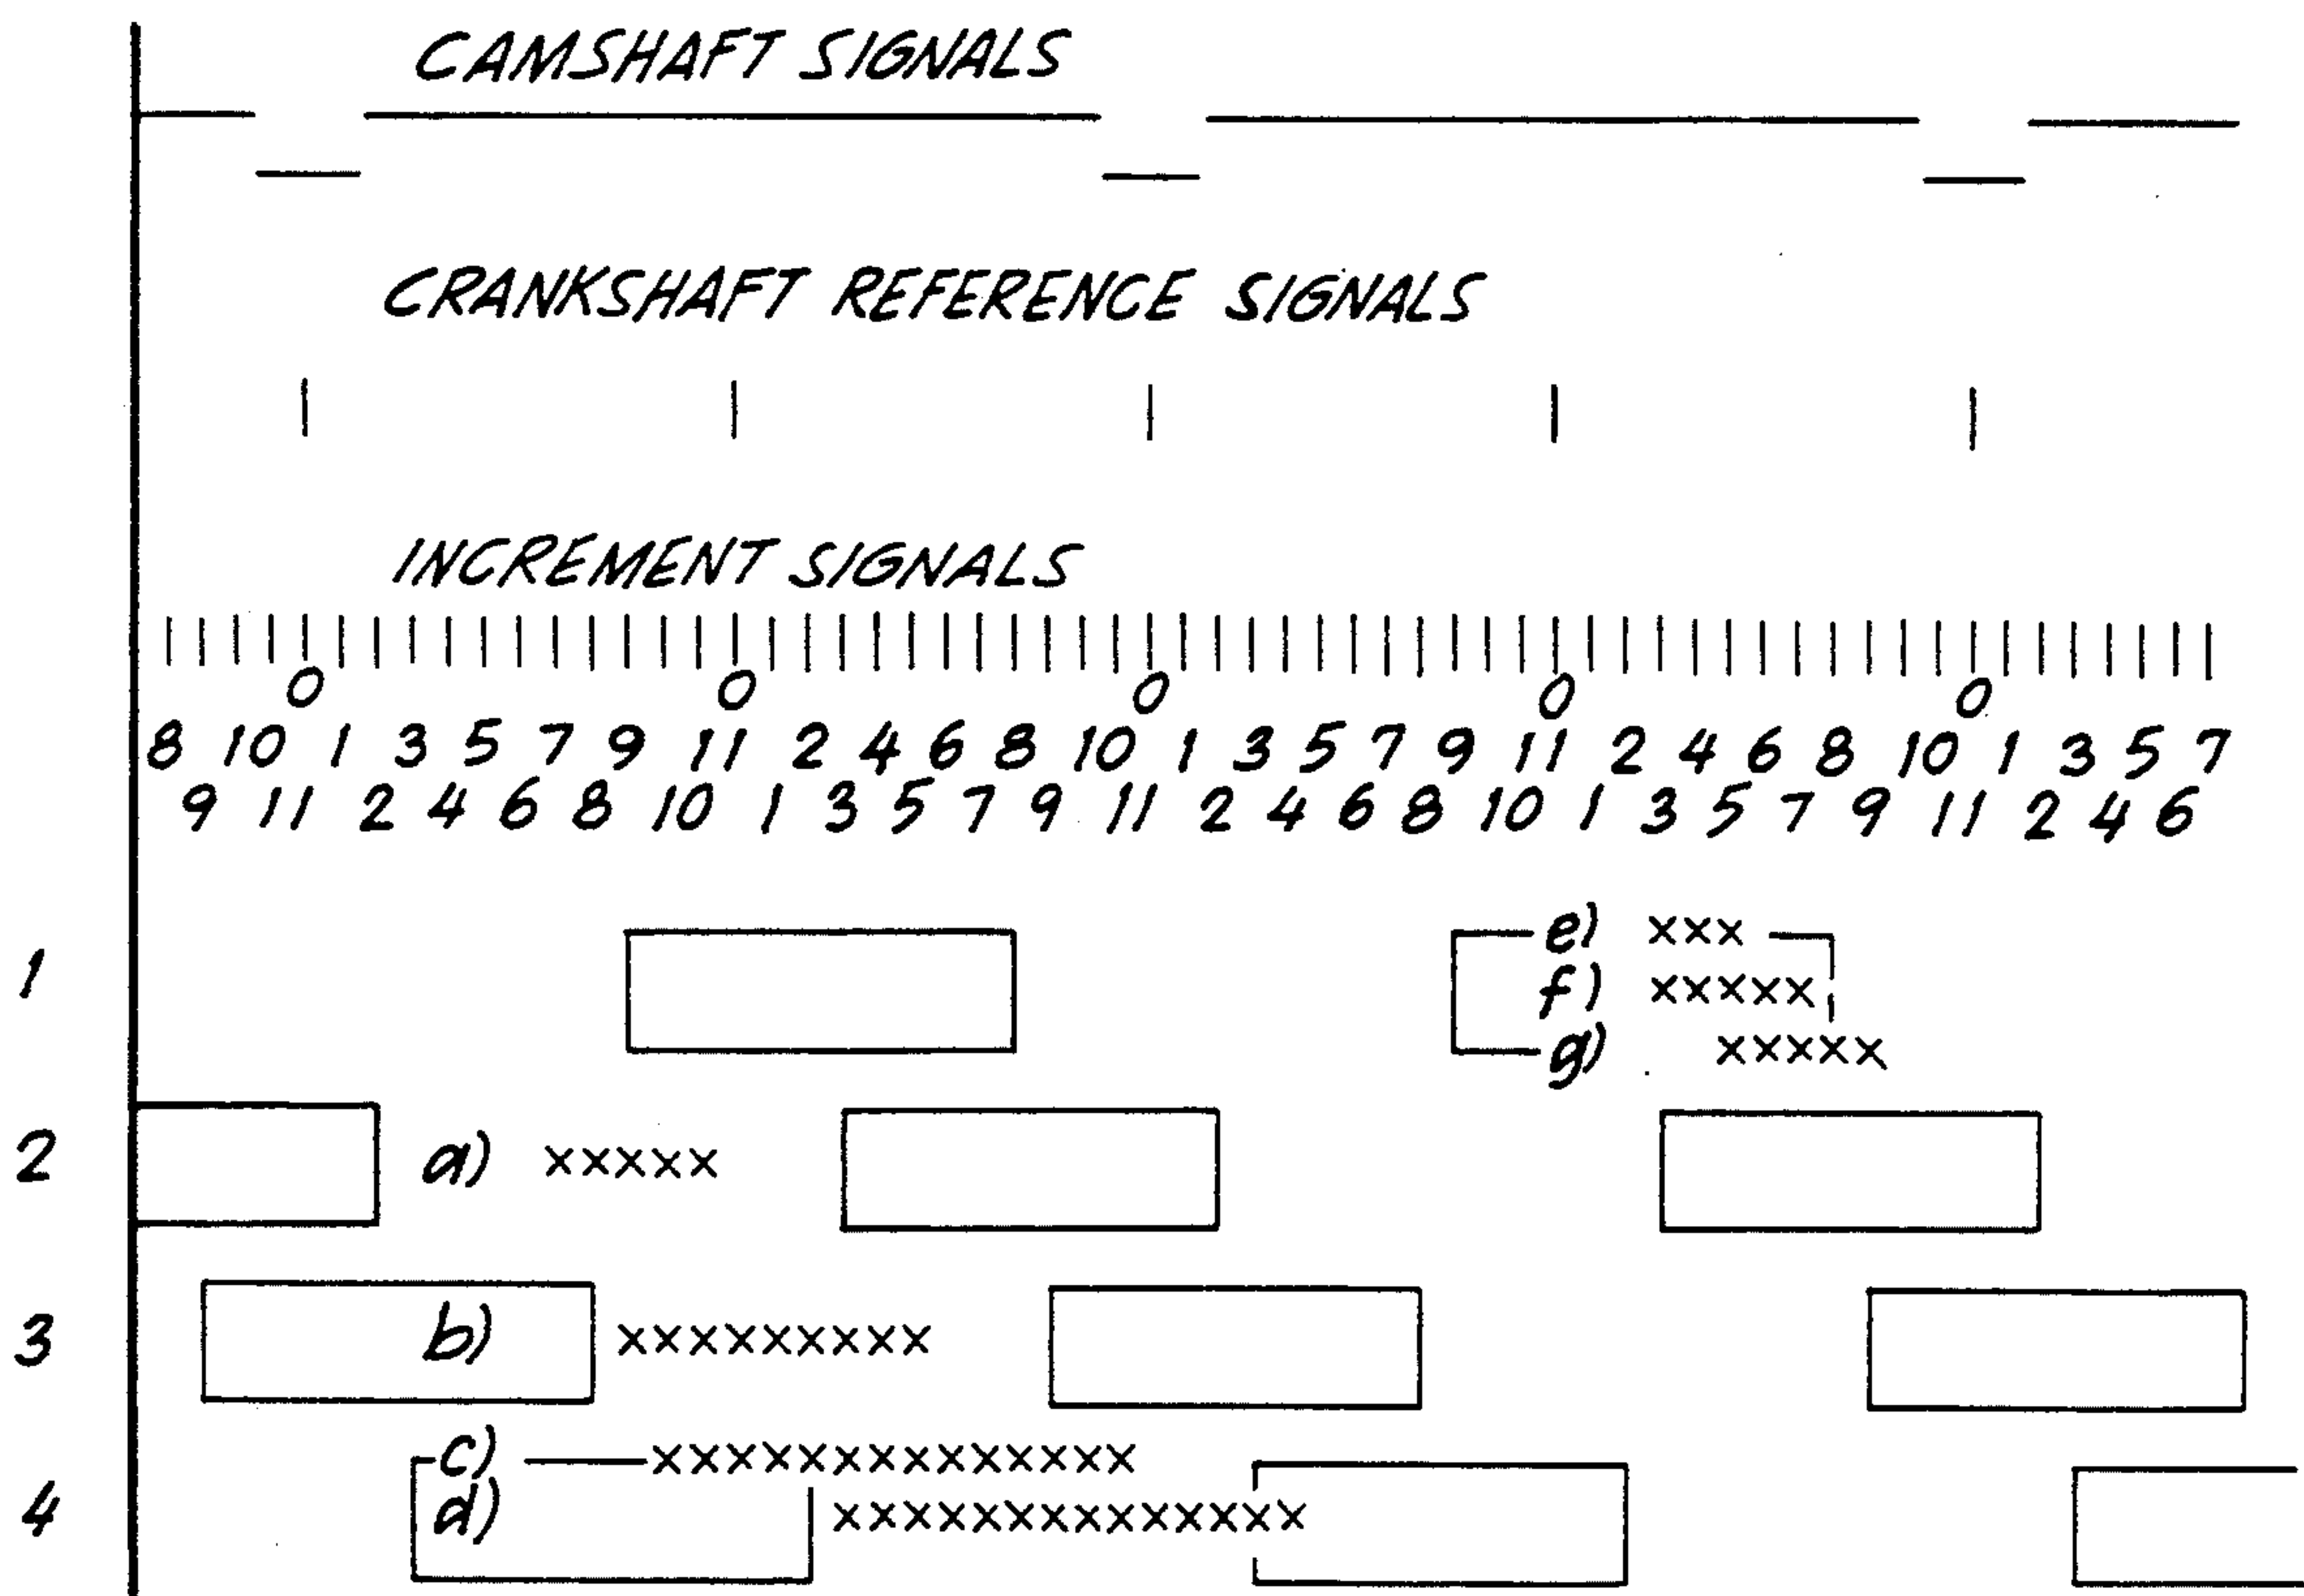 CAMSHAFT SIGNALS
CRANKSHAFT REFERENCE SIGNALS
INCREMENT SIGNALS
0 0 0 0 0
8 10 1 3 5 7 9 11 2 4 6 8 10 1 3 5 7 9 11 2 4 6 8 10 1 3 5 7
9 11 2 4 6 8 10 1 3 5 7 9 11 2 4 6 8 10 1 3 5 7 9 11 2 4 6
e) xxx
1 f) xxxxx
g) xxxxx
2 a) xxxxx
3 b) xxxxxxxxx
c) xxxxxxxxxxxxxx
4 d) xxxxxxxxxxxxxx